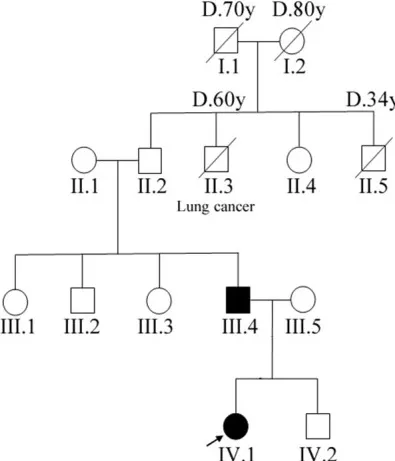 D.70y D.80y
I.1 I.2
D.60y D.34y
II.1 II.2 II.3 II.4 II.5
Lung cancer
III.1 III.2 III.3 III.4 III.5
IV.1 IV.2